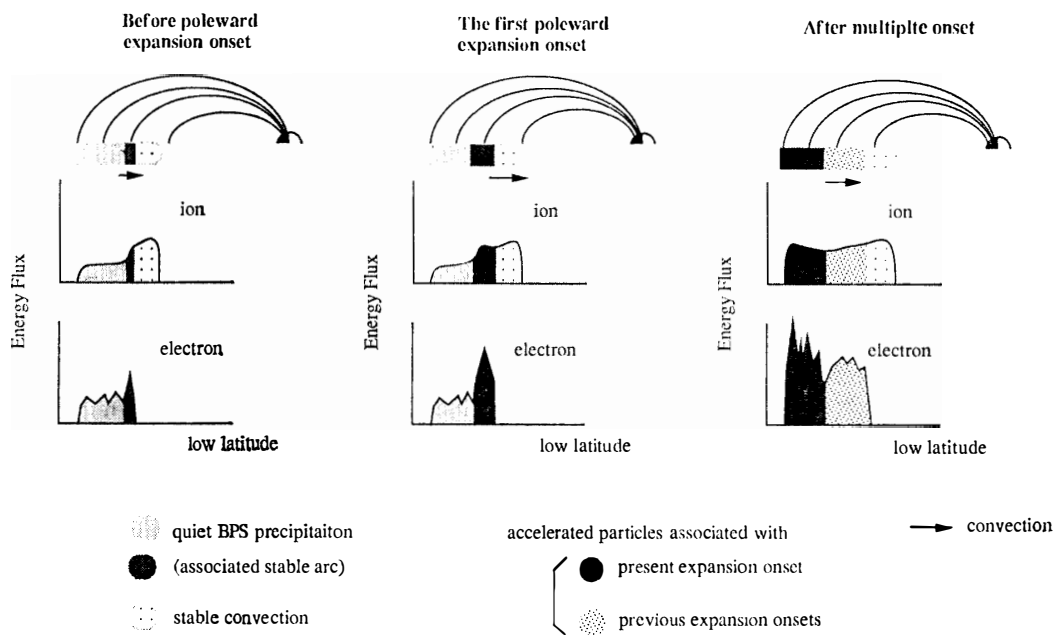 Before poleward
expansion onset
The first poleward
expansion onset
After multiplte onset
ion
ion
ion
Energy Flux
Energy Flux
Energy Flux
electron
electron
electron
low latitude
low latitude
low latitude
quiet BPS precipitaiton
(associated stable arc)
stable convection
accelerated particles associated with
present expansion onset
previous expansion onsets
convection